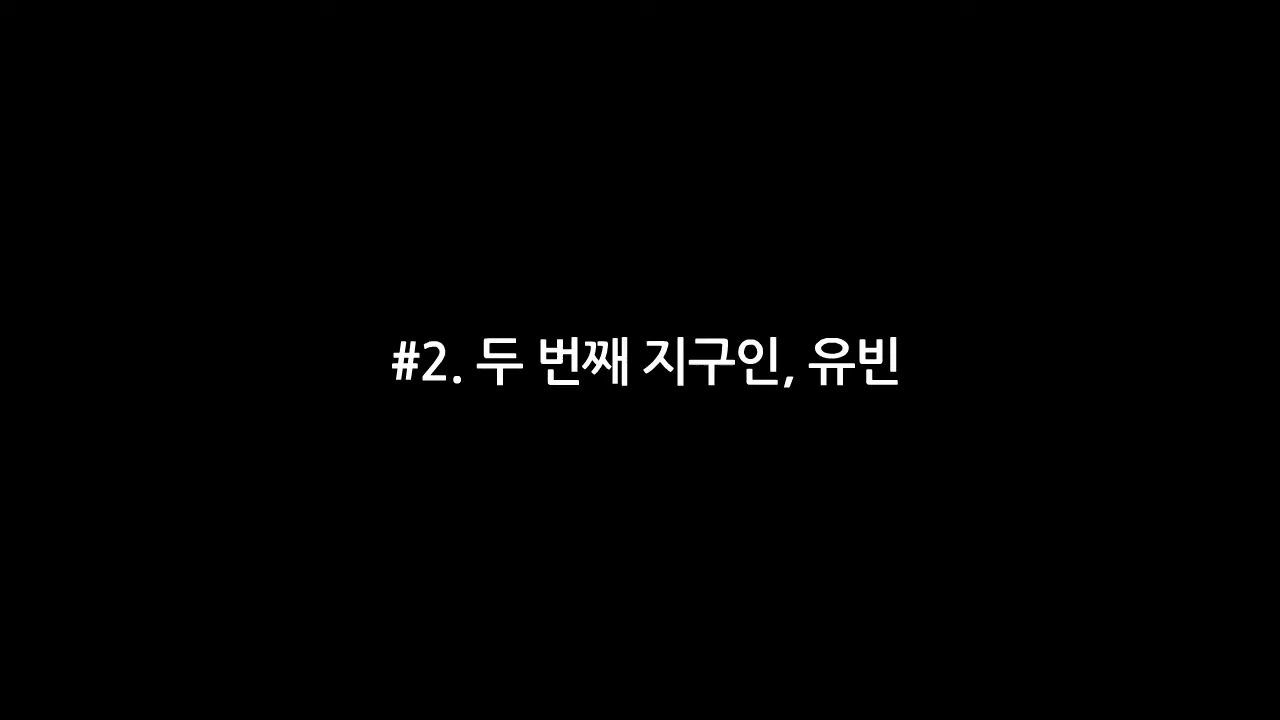 #2. 두 번째 지구인, 유빈